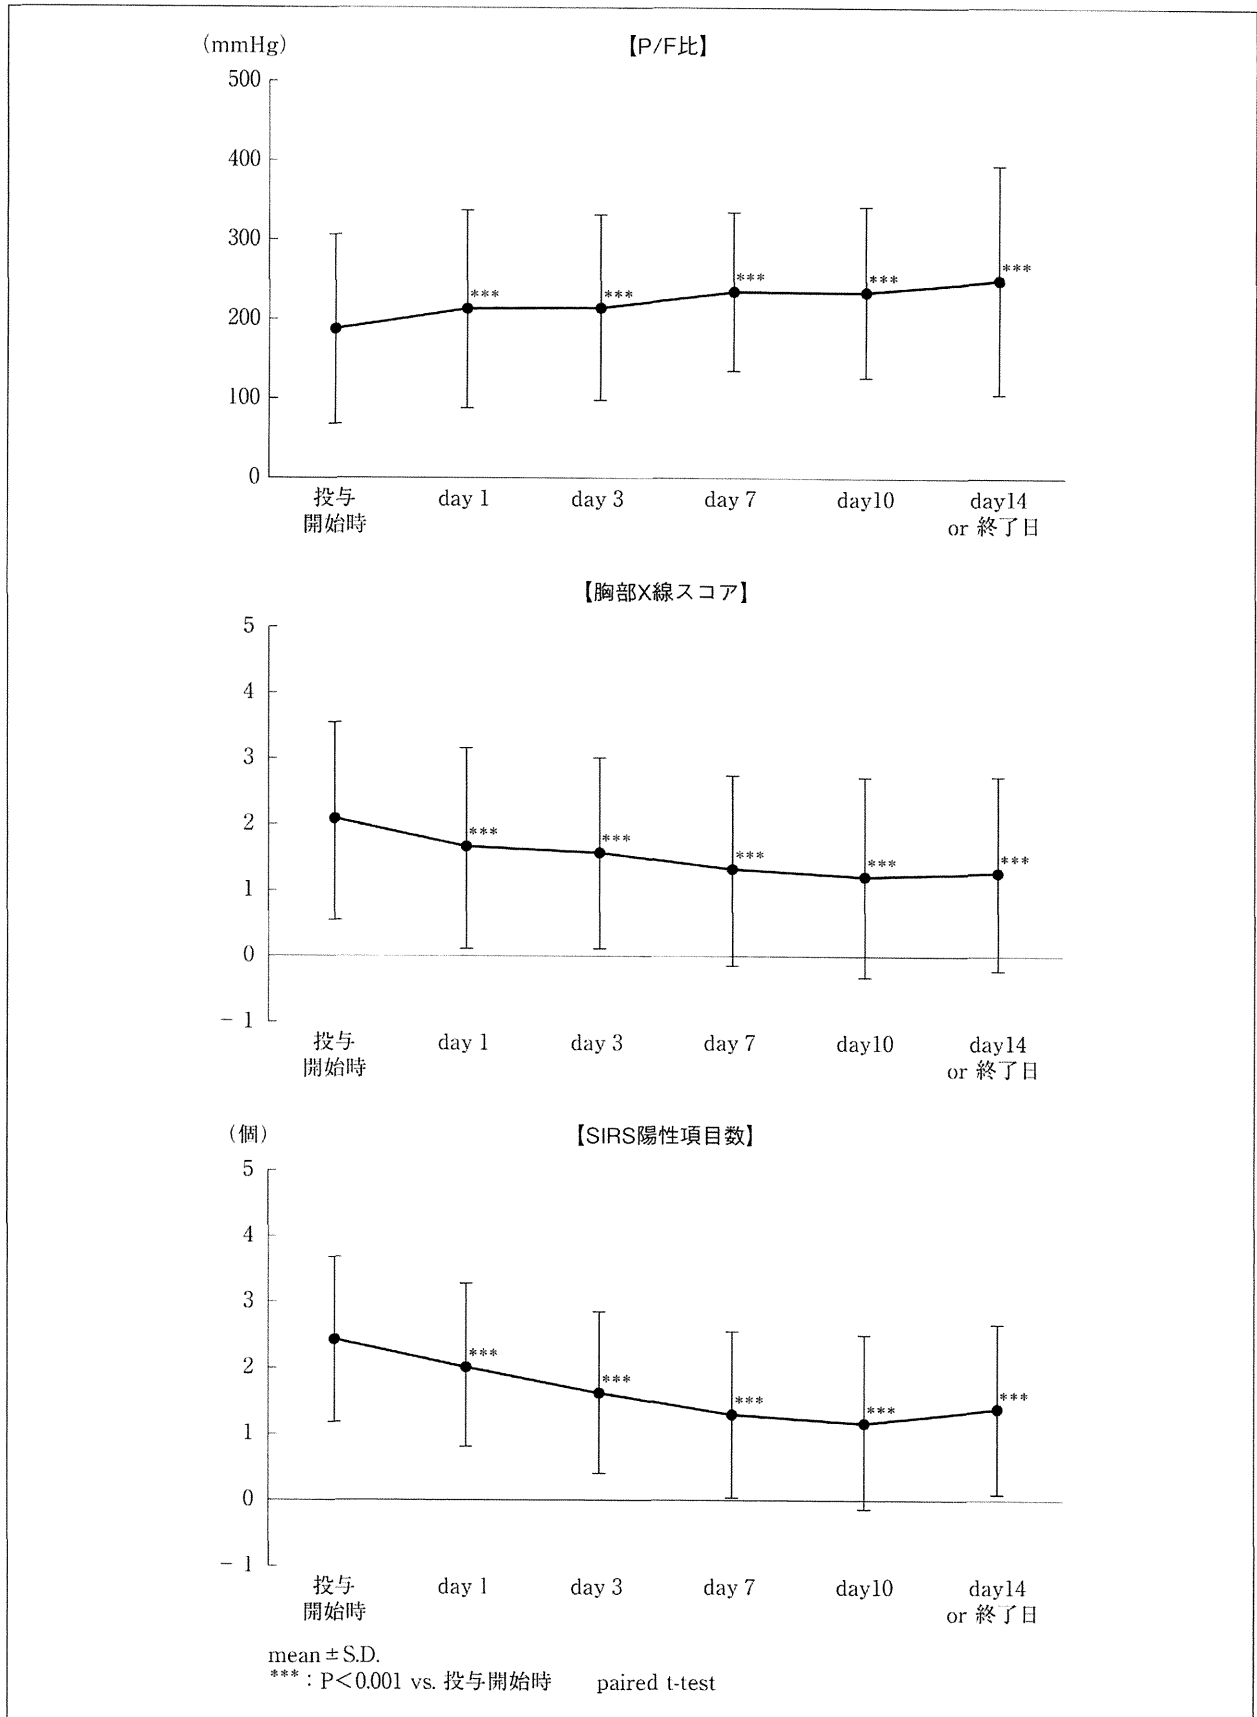 (mmHg)
【P/F比】
500
400
300
200
100
0
*** *** *** *** ***
投与 day 1 day 3 day 7 day10 day14
開始時 or 終了日
【胸部X線スコア】
5
4
3
2
1
0
-1
*** *** *** *** ***
投与 day 1 day 3 day 7 day10 day14
開始時 or 終了日
(個)
【SIRS陽性項目数】
5
4
3
2
1
0
-1
*** *** *** *** ***
投与 day 1 day 3 day 7 day10 day14
開始時 or 終了日
mean ± S.D.
***：P＜0.001 vs. 投与開始時 paired t-test